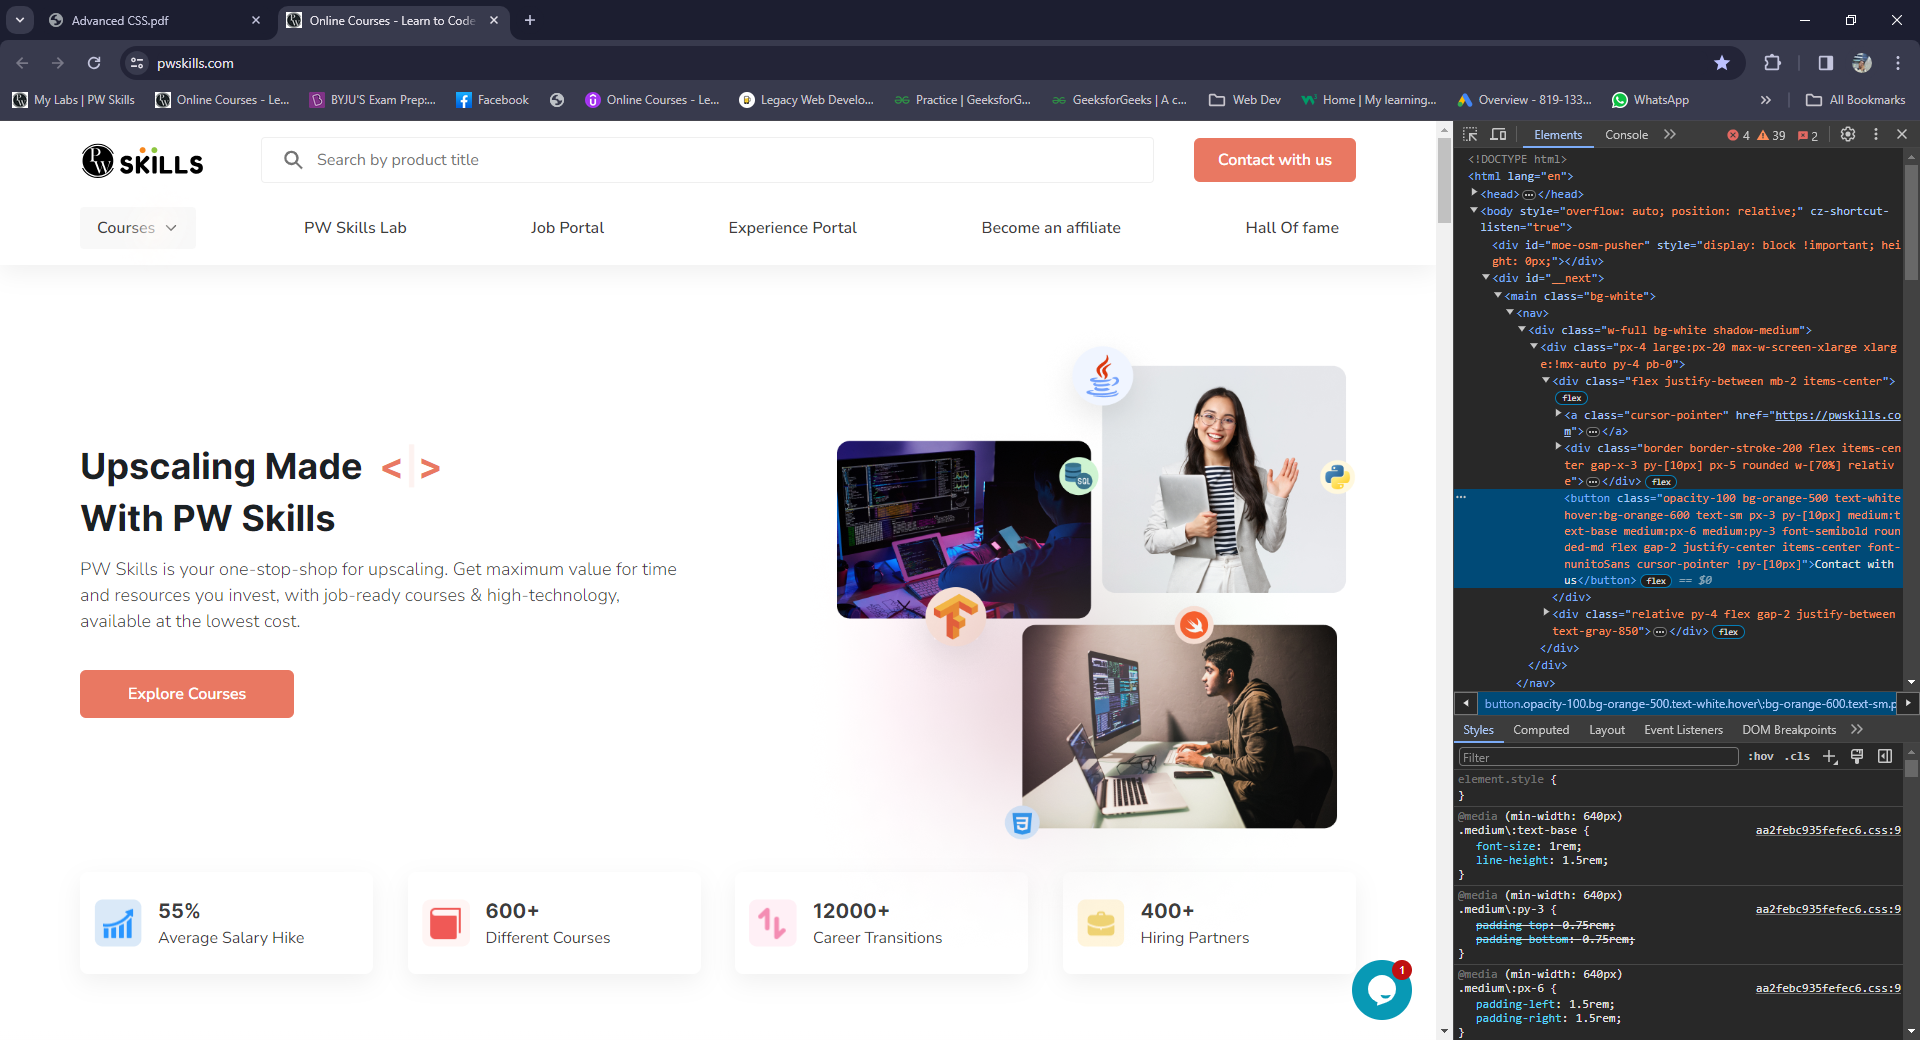 Advanced CSS.pdf
Online Courses - Learn to Code
pwskills.com
My Labs | PW Skills
Online Courses - Le...
BYJU'S Exam Prep:...
Facebook
Online Courses - Le...
Legacy Web Develo...
Practice | GeeksforG...
GeeksforGeeks | A c...
Web Dev
Home | My learning...
Overview - 819-133...
WhatsApp
All Bookmarks
PW SKILLS
Search by product title
Contact with us
Courses
PW Skills Lab
Job Portal
Experience Portal
Become an affiliate
Hall Of fame
Upscaling Made < >
With PW Skills
PW Skills is your one-stop-shop for upscaling. Get maximum value for time
and resources you invest, with job-ready courses & high-technology,
available at the lowest cost.
Explore Courses
SQL
55%
Average Salary Hike
600+
Different Courses
12000+
Career Transitions
400+
Hiring Partners
1
Elements
Console
4
39
2
<!DOCTYPE html>
<html lang="en">
<head>…</head>
<body style="overflow: auto; position: relative;" cz-shortcut-
listen="true">
<div id="moe-osm-pusher" style="display: block !important; hei
ght: 0px;"></div>
<div id="__next">
<main class="bg-white">
<nav>
<div class="w-full bg-white shadow-medium">
<div class="px-4 large:px-20 max-w-screen-xlarge xlarg
e:!mx-auto py-4 pb-0">
<div class="flex justify-between mb-2 items-center">
flex
<a class="cursor-pointer" href="https://pwskills.co
m">…</a>
<div class="border border-stroke-200 flex items-cen
ter gap-x-3 py-[10px] px-5 rounded w-[70%] relativ
e">…</div> flex
<button class="opacity-100 bg-orange-500 text-white
hover:bg-orange-600 text-sm px-3 py-[10px] medium:t
ext-base medium:px-6 medium:py-3 font-semibold roun
ded-md flex gap-2 justify-center items-center font-
nunitoSans cursor-pointer !py-[10px]">Contact with
us</button> flex == $0
</div>
<div class="relative py-4 flex gap-2 justify-between
text-gray-850">…</div> flex
</div>
</div>
</nav>
button.opacity-100.bg-orange-500.text-white.hover\:bg-orange-600.text-sm.p
Styles
Computed
Layout
Event Listeners
DOM Breakpoints
Filter
:hov
.cls
element.style {
}
@media (min-width: 640px)
.medium\:text-base {
aa2febc935fefec6.css:9
font-size: 1rem;
line-height: 1.5rem;
}
@media (min-width: 640px)
.medium\:py-3 {
aa2febc935fefec6.css:9
padding-top: 0.75rem;
padding-bottom: 0.75rem;
}
@media (min-width: 640px)
.medium\:px-6 {
aa2febc935fefec6.css:9
padding-left: 1.5rem;
padding-right: 1.5rem;
}